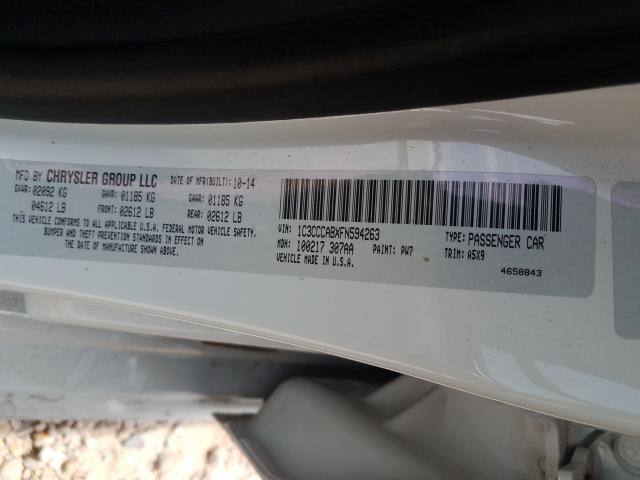 MFD BY CHRYSLER GROUP LLC DATE OF MFR(BUILT): 10-14
GVWR: 02092 KG GAWR: 01185 KG GAWR: 01185 KG
04612 LB FRONT: 02612 LB REAR: 02612 LB
THIS VEHICLE CONFORMS TO ALL APPLICABLE U.S.A. FEDERAL MOTOR VEHICLE SAFETY,
BUMPER AND THEFT PREVENTION STANDARDS IN EFFECT ON
THE DATE OF MANUFACTURE SHOWN ABOVE.
VIN: 1C3CCCABXFN594263 TYPE: PASSENGER CAR
MDH: 100217 307AA PAINT: PW7 TRIM: A5X9
VEHICLE MADE IN U.S.A. 4658843